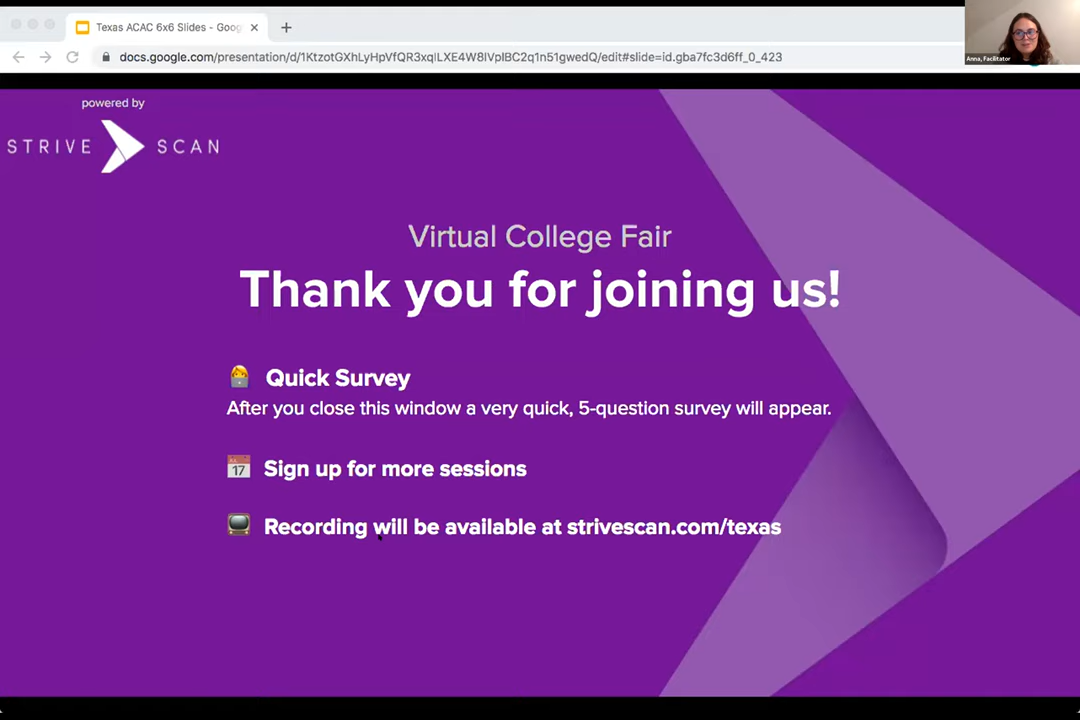 Texas ACAC 6x6 Slides - Goog
docs.google.com/presentation/d/1KtzotGXhLyHpVfQR3xqILXE4W8lVpIBC2q1n51gwedQ/edit#slide=id.gba7fc3d6ff_0_423
Anna, Facilitator
powered by
STRIVE SCAN
Virtual College Fair
Thank you for joining us!
Quick Survey
After you close this window a very quick, 5-question survey will appear.
17
Sign up for more sessions
Recording will be available at strivescan.com/texas